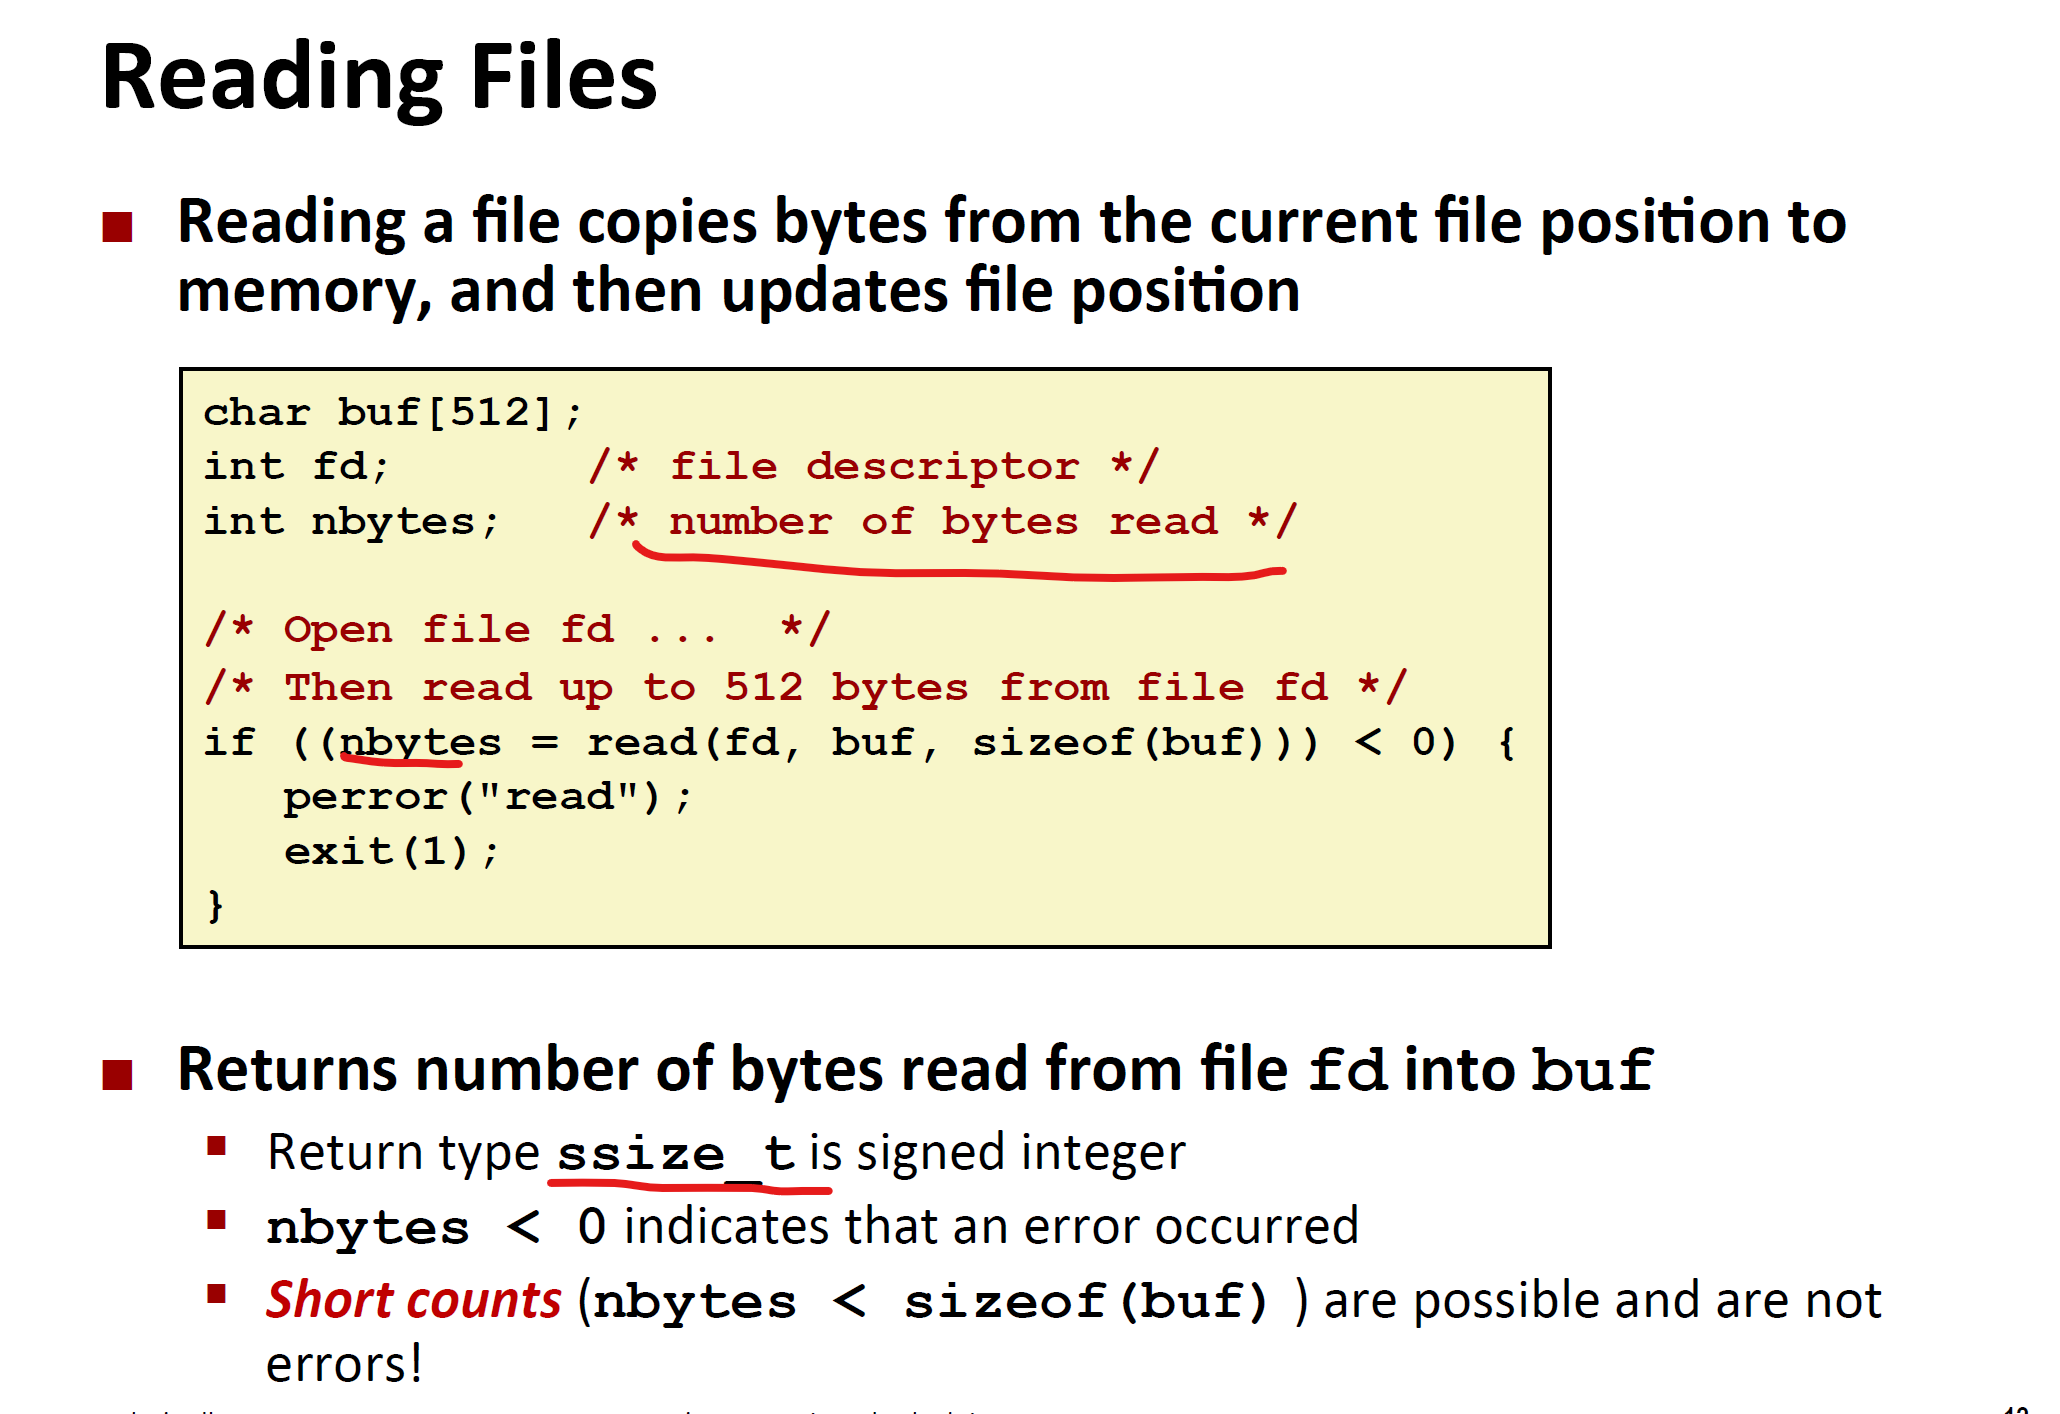 Reading Files
Reading a file copies bytes from the current file position to
memory, and then updates file position
char buf[512];
int fd;       /* file descriptor */
int nbytes;   /* number of bytes read */
/* Open file fd ...  */
/* Then read up to 512 bytes from file fd */
if ((nbytes = read(fd, buf, sizeof(buf))) < 0) {
   perror("read");
   exit(1);
}
Returns number of bytes read from file fd into buf
Return type ssize_t is signed integer
nbytes < 0 indicates that an error occurred
Short counts (nbytes < sizeof(buf) ) are possible and are not
errors!